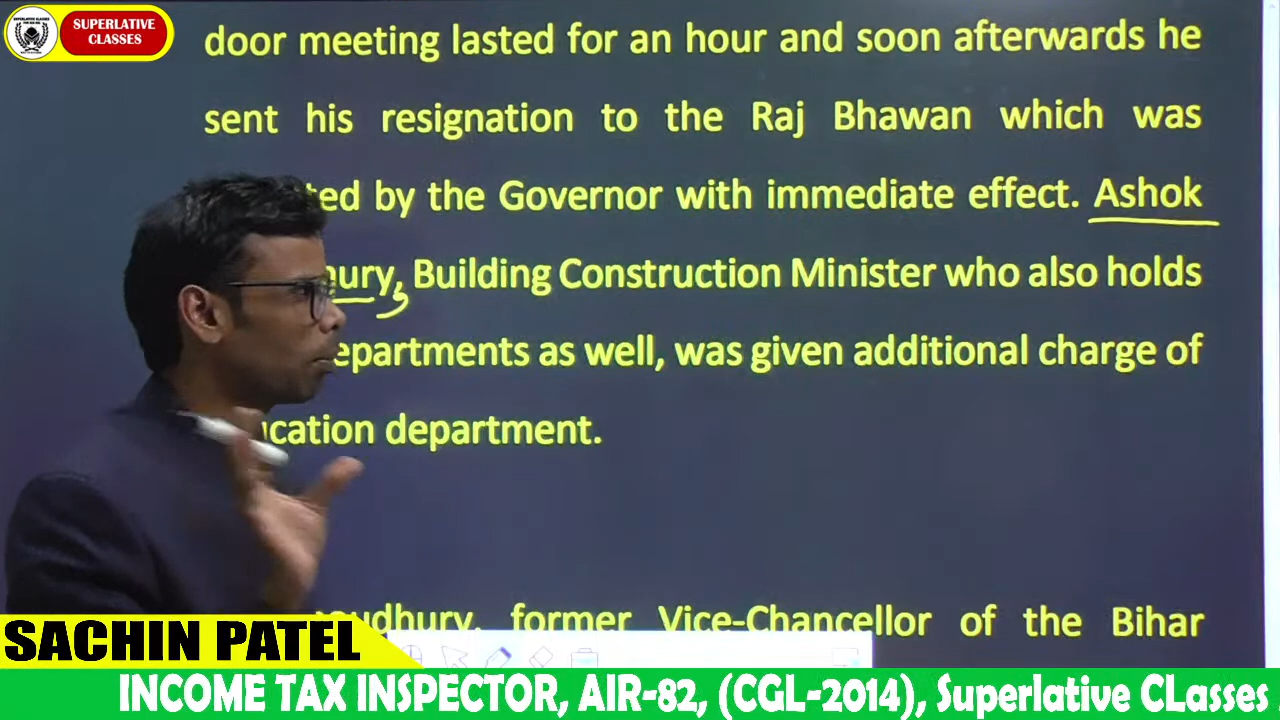 SUPERLATIVE
CLASSES
door meeting lasted for an hour and soon afterwards he
sent his resignation to the Raj Bhawan which was
by the Governor with immediate effect. Ashok
Building Construction Minister who also holds
as well, was given additional charge of
department.
former Vice-Chancellor of the Bihar
SACHIN PATEL
INCOME TAX INSPECTOR, AIR-82, (CGL-2014), Superlative CLasses